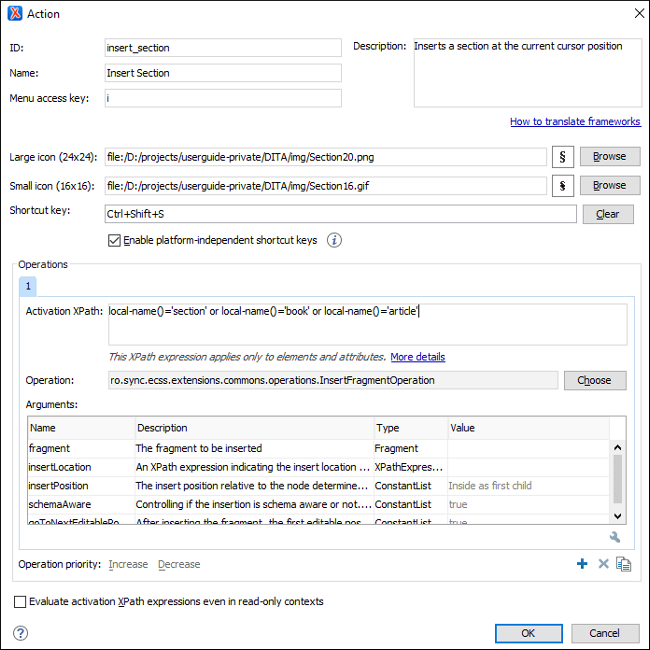 Action
ID: insert_section
Description: Inserts a section at the current cursor position
Name: Insert Section
Menu access key: i
How to translate frameworks
Large icon (24x24): file:/D:/projects/userguide-private/DITA/img/Section20.png § Browse
Small icon (16x16): file:/D:/projects/userguide-private/DITA/img/Section16.gif § Browse
Shortcut key: Ctrl+Shift+S Clear
Enable platform-independent shortcut keys
Operations
1
Activation XPath: local-name()='section' or local-name()='book' or local-name()='article'
This XPath expression applies only to elements and attributes. More details
Operation: ro.sync.ecss.extensions.commons.operations.InsertFragmentOperation Choose
Arguments:
Name Description Type Value
fragment The fragment to be inserted Fragment
insertLocation An XPath expression indicating the insert location ... XPathExpres...
insertPosition The insert position relative to the node determine... ConstantList Inside as first child
schemaAware Controlling if the insertion is schema aware or not.... ConstantList true
goToNextEditablePo... After inserting the fragment, the first editable pos... ConstantList true
Operation priority: Increase Decrease
Evaluate activation XPath expressions even in read-only contexts
? OK Cancel